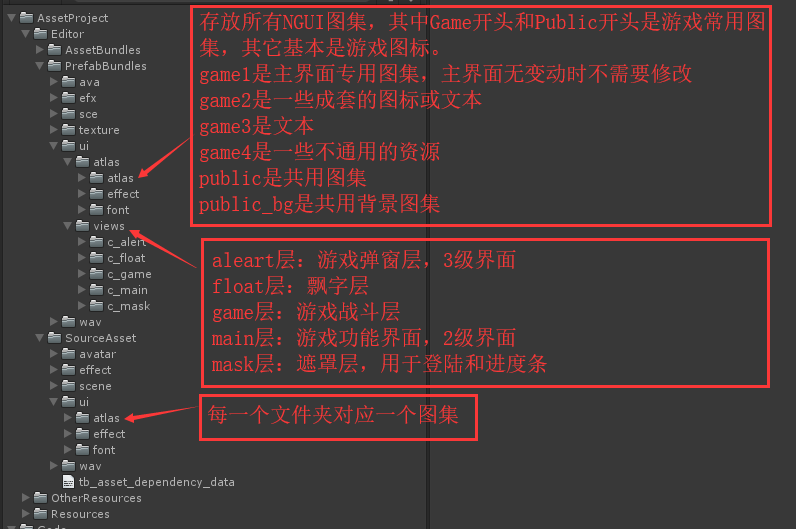 AssetProject
Editor
AssetBundles
PrefabBundles
ava
efx
sce
texture
ui
atlas
atlas
effect
font
views
c_alert
c_float
c_game
c_main
c_mask
wav
SourceAsset
avatar
effect
scene
ui
atlas
effect
font
wav
tb_asset_dependency_data
OtherResources
Resources
存放所有NGUI图集，其中Game开头和Public开头是游戏常用图
集，其它基本是游戏图标。
game1是主界面专用图集，主界面无变动时不需要修改
game2是一些成套的图标或文本
game3是文本
game4是一些不通用的资源
public是共用图集
public_bg是共用背景图集
aleart层：游戏弹窗层，3级界面
float层：飘字层
game层：游戏战斗层
main层：游戏功能界面，2级界面
mask层：遮罩层，用于登陆和进度条
每一个文件夹对应一个图集